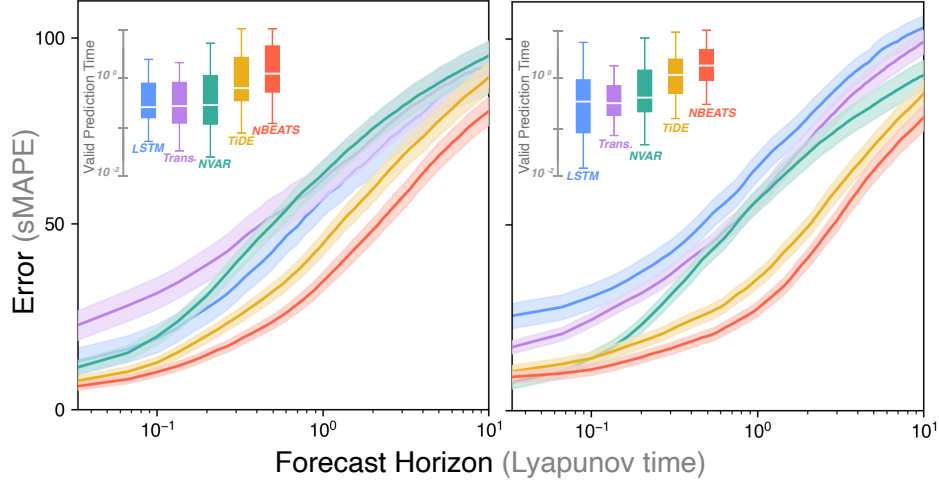 Error (sMAPE)
100
50
0
Valid Prediction Time
10⁰
10⁻²
LSTM
Trans.
NVAR
TiDE
NBEATS
10⁻¹
10⁰
10¹
Valid Prediction Time
10⁰
10⁻²
LSTM
Trans.
NVAR
TiDE
NBEATS
10⁻¹
10⁰
10¹
Forecast Horizon (Lyapunov time)